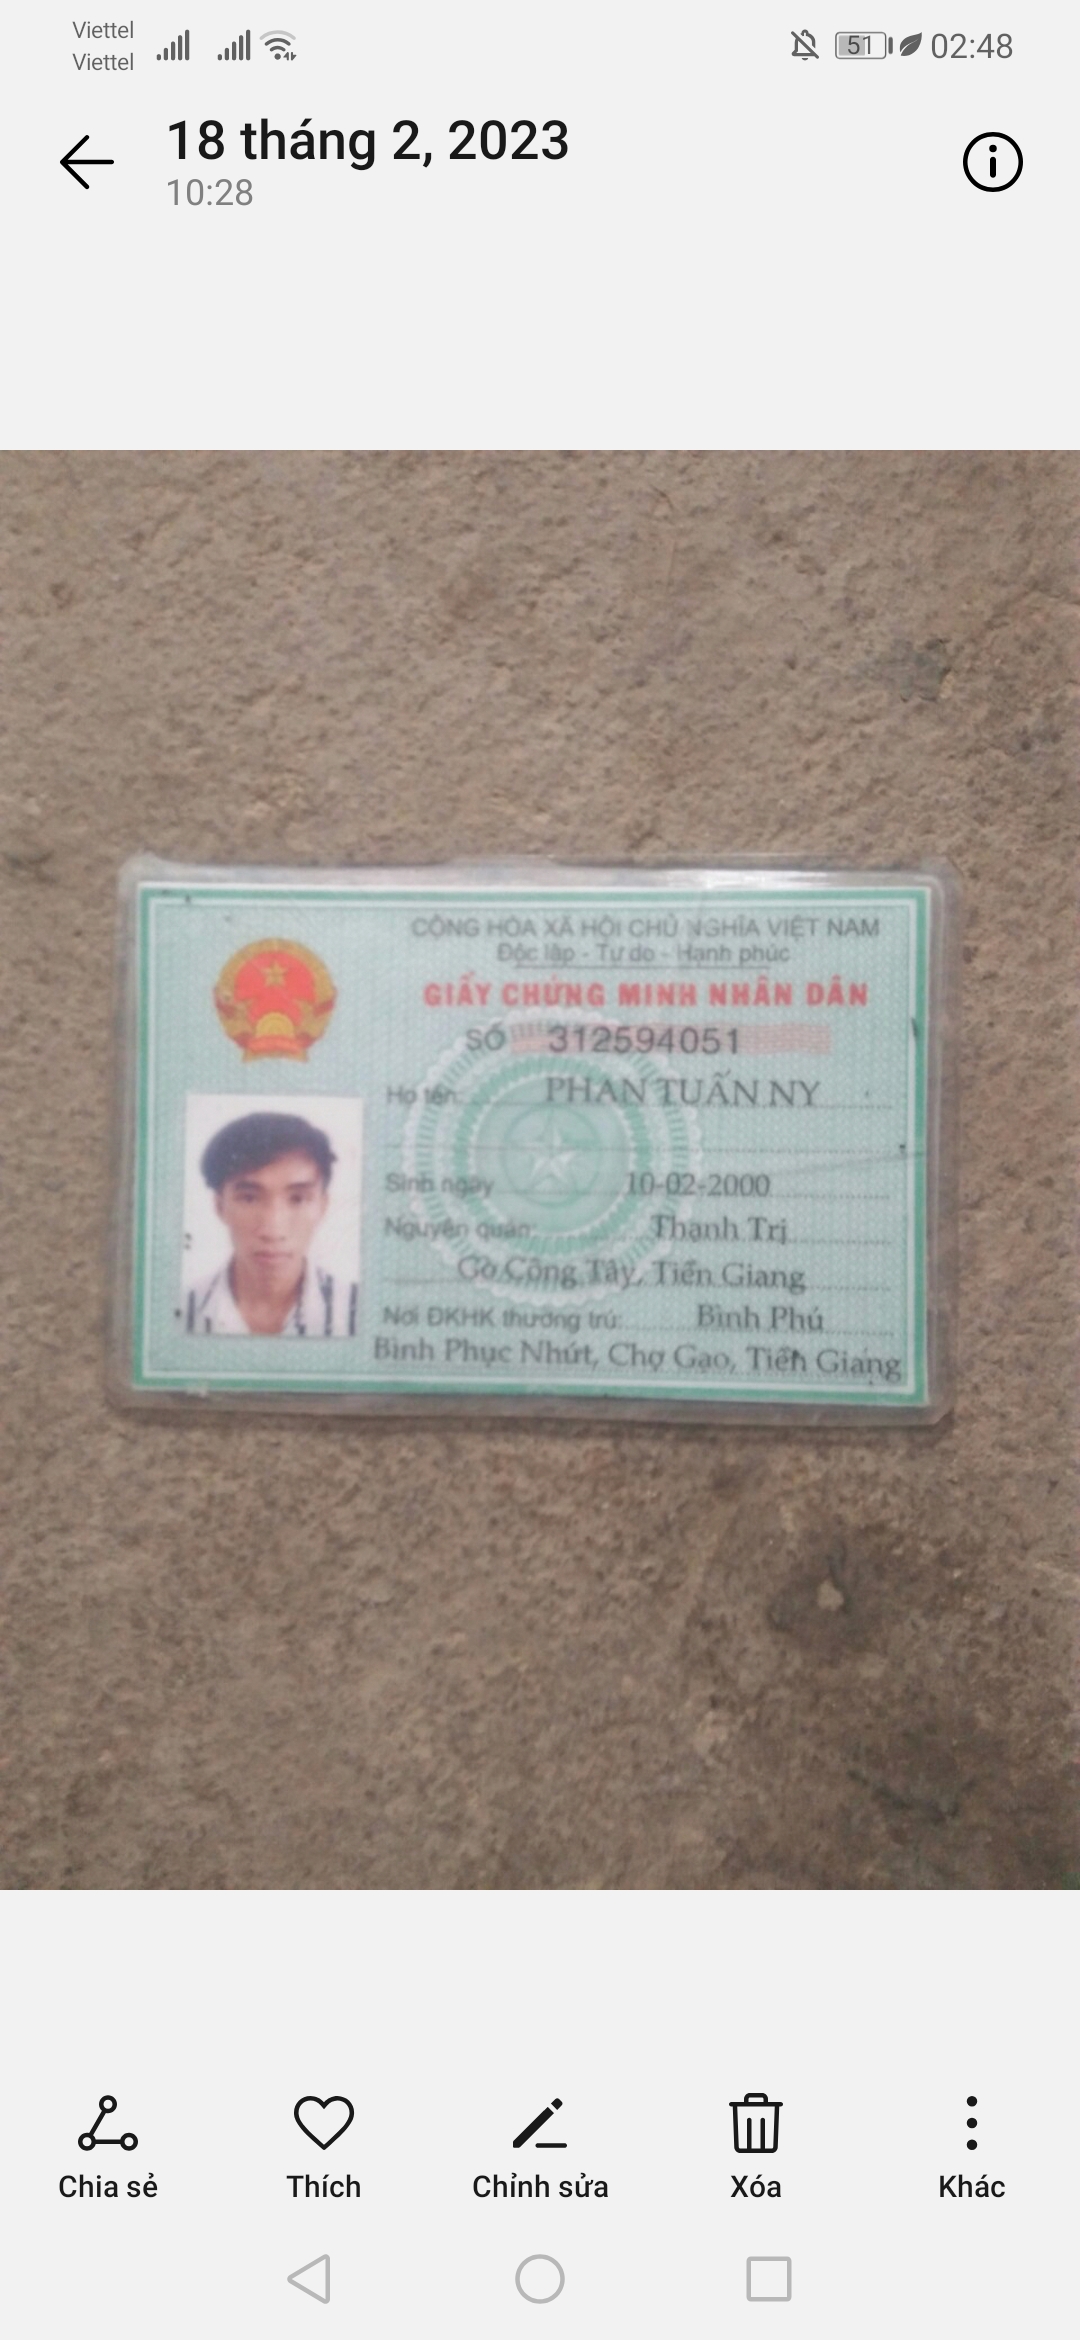 Viettel
Viettel
51
02:48
18 tháng 2, 2023
10:28
CỘNG HÒA XÃ HỘI CHỦ NGHĨA VIỆT NAM
Độc lập - Tự do - Hạnh phúc
GIẤY CHỨNG MINH NHÂN DÂN
SỐ 312594051
Họ tên: PHAN TUẤN NY
Sinh ngày 10-02-2000
Nguyên quán: Thạnh Trị
Gò Công Tây, Tiền Giang
Nơi ĐKHK thường trú: Bình Phú
Bình Phục Nhứt, Chợ Gạo, Tiền Giang
Chia sẻ
Thích
Chỉnh sửa
Xóa
Khác